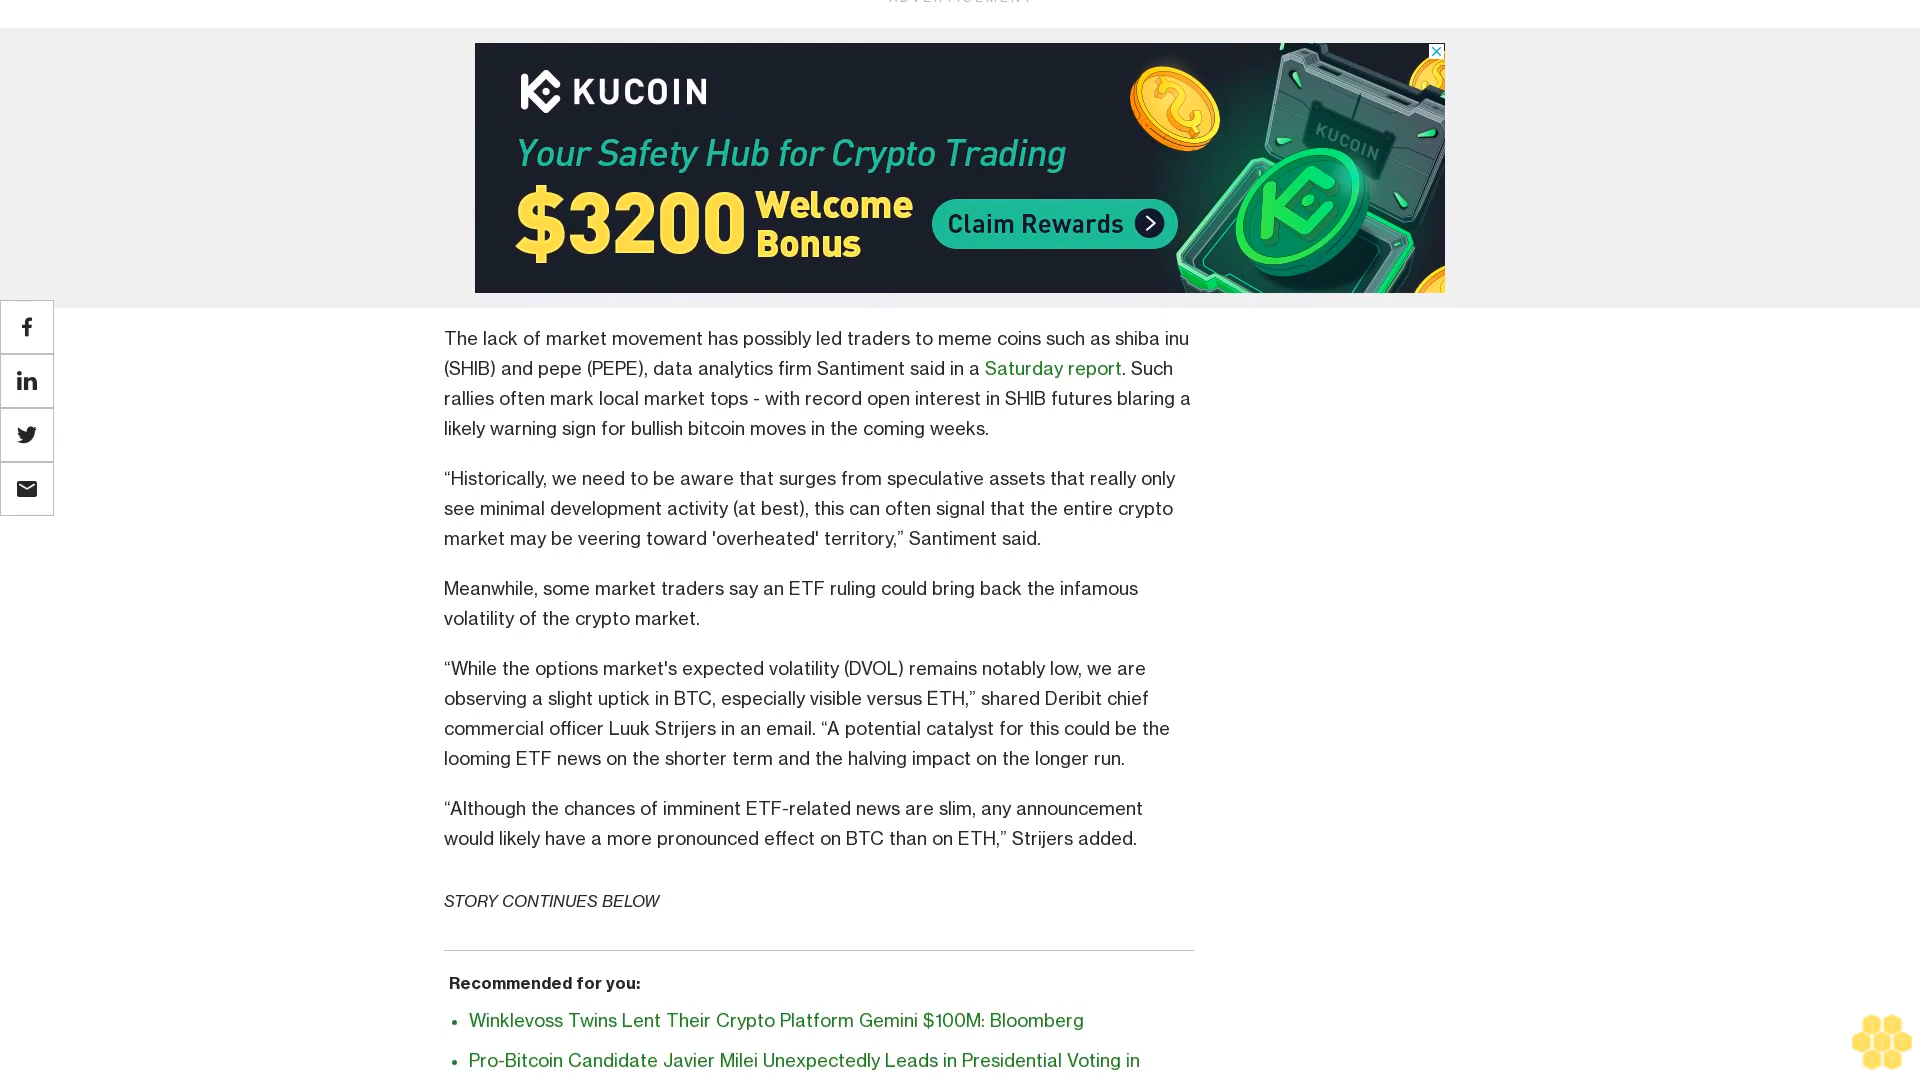 KUCOIN
Your Safety Hub for Crypto Trading
$3200 Welcome
Bonus
Claim Rewards
KUCOIN
The lack of market movement has possibly led traders to meme coins such as shiba inu
(SHIB) and pepe (PEPE), data analytics firm Santiment said in a Saturday report. Such
rallies often mark local market tops - with record open interest in SHIB futures blaring a
likely warning sign for bullish bitcoin moves in the coming weeks.
“Historically, we need to be aware that surges from speculative assets that really only
see minimal development activity (at best), this can often signal that the entire crypto
market may be veering toward 'overheated' territory,” Santiment said.
Meanwhile, some market traders say an ETF ruling could bring back the infamous
volatility of the crypto market.
“While the options market's expected volatility (DVOL) remains notably low, we are
observing a slight uptick in BTC, especially visible versus ETH,” shared Deribit chief
commercial officer Luuk Strijers in an email. “A potential catalyst for this could be the
looming ETF news on the shorter term and the halving impact on the longer run.
“Although the chances of imminent ETF-related news are slim, any announcement
would likely have a more pronounced effect on BTC than on ETH,” Strijers added.
STORY CONTINUES BELOW
Recommended for you:
• Winklevoss Twins Lent Their Crypto Platform Gemini $100M: Bloomberg
• Pro-Bitcoin Candidate Javier Milei Unexpectedly Leads in Presidential Voting in